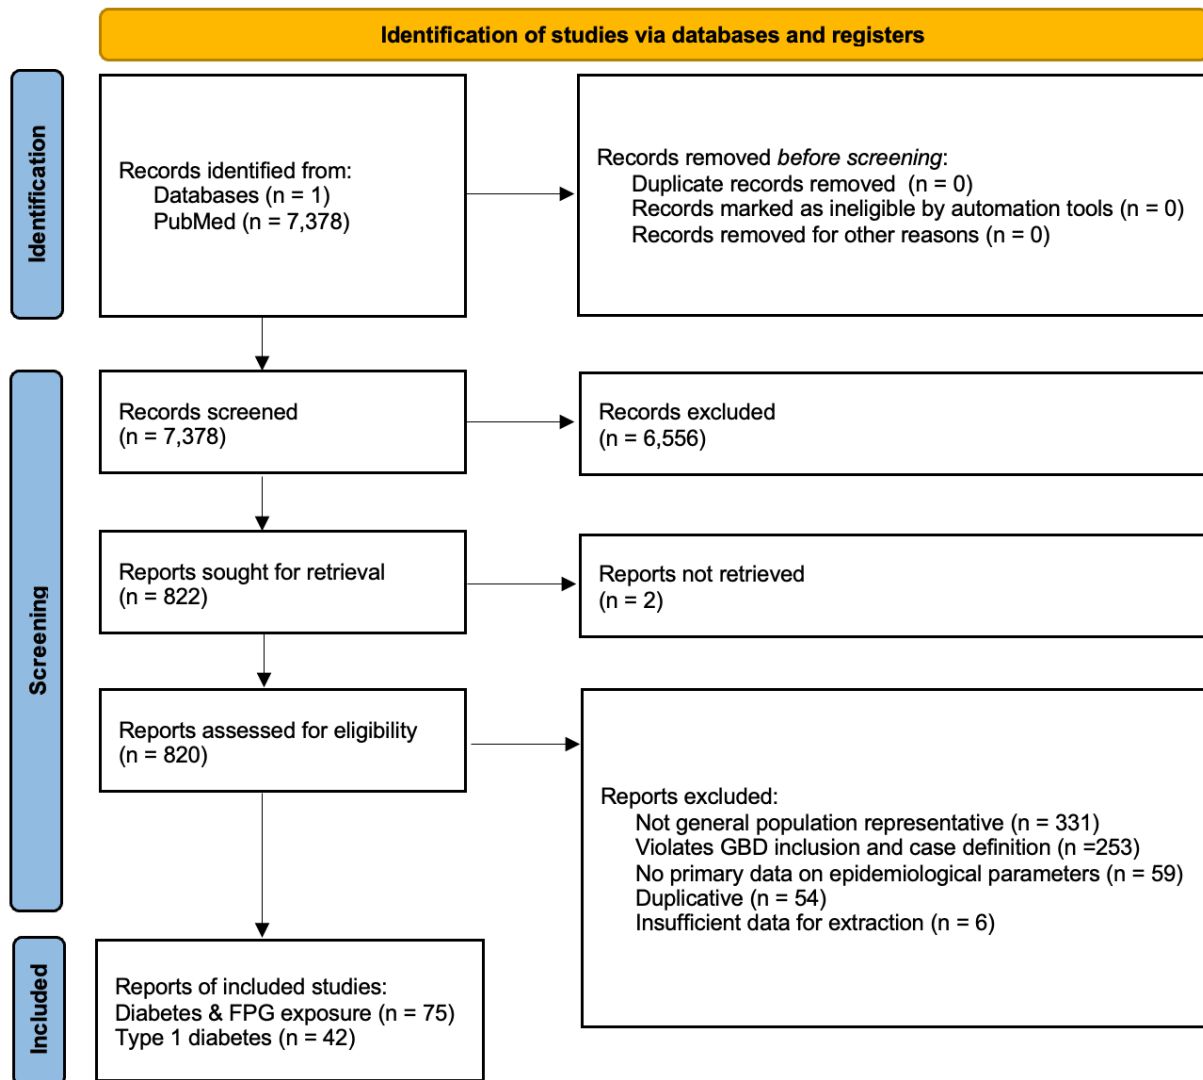 Identification of studies via databases and registers
Identification
Records identified from:
Databases (n = 1)
PubMed (n = 7,378)
Records removed before screening:
Duplicate records removed  (n = 0)
Records marked as ineligible by automation tools (n = 0)
Records removed for other reasons (n = 0)
Screening
Records screened
(n = 7,378)
Records excluded
(n = 6,556)
Reports sought for retrieval
(n = 822)
Reports not retrieved
(n = 2)
Reports assessed for eligibility
(n = 820)
Reports excluded:
Not general population representative (n = 331)
Violates GBD inclusion and case definition (n =253)
No primary data on epidemiological parameters (n = 59)
Duplicative (n = 54)
Insufficient data for extraction (n = 6)
Included
Reports of included studies:
Diabetes & FPG exposure (n = 75)
Type 1 diabetes (n = 42)